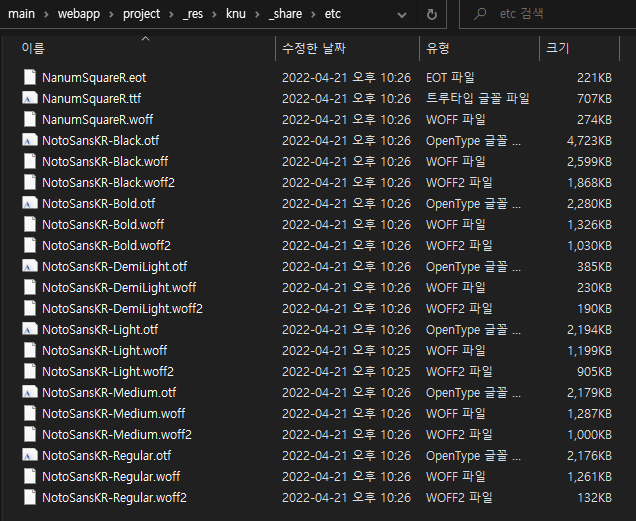 main > webapp > project > _res > knu > _share > etc
etc 검색
이름 수정한 날짜 유형 크기
NanumSquareR.eot 2022-04-21 오후 10:26 EOT 파일 221KB
NanumSquareR.ttf 2022-04-21 오후 10:26 트루타입 글꼴 파일 707KB
NanumSquareR.woff 2022-04-21 오후 10:26 WOFF 파일 274KB
NotoSansKR-Black.otf 2022-04-21 오후 10:26 OpenType 글꼴 ... 4,723KB
NotoSansKR-Black.woff 2022-04-21 오후 10:26 WOFF 파일 2,599KB
NotoSansKR-Black.woff2 2022-04-21 오후 10:26 WOFF2 파일 1,868KB
NotoSansKR-Bold.otf 2022-04-21 오후 10:26 OpenType 글꼴 ... 2,280KB
NotoSansKR-Bold.woff 2022-04-21 오후 10:26 WOFF 파일 1,326KB
NotoSansKR-Bold.woff2 2022-04-21 오후 10:26 WOFF2 파일 1,030KB
NotoSansKR-DemiLight.otf 2022-04-21 오후 10:26 OpenType 글꼴 ... 385KB
NotoSansKR-DemiLight.woff 2022-04-21 오후 10:26 WOFF 파일 230KB
NotoSansKR-DemiLight.woff2 2022-04-21 오후 10:26 WOFF2 파일 190KB
NotoSansKR-Light.otf 2022-04-21 오후 10:26 OpenType 글꼴 ... 2,194KB
NotoSansKR-Light.woff 2022-04-21 오후 10:25 WOFF 파일 1,199KB
NotoSansKR-Light.woff2 2022-04-21 오후 10:25 WOFF2 파일 905KB
NotoSansKR-Medium.otf 2022-04-21 오후 10:26 OpenType 글꼴 ... 2,179KB
NotoSansKR-Medium.woff 2022-04-21 오후 10:26 WOFF 파일 1,287KB
NotoSansKR-Medium.woff2 2022-04-21 오후 10:26 WOFF2 파일 1,000KB
NotoSansKR-Regular.otf 2022-04-21 오후 10:26 OpenType 글꼴 ... 2,176KB
NotoSansKR-Regular.woff 2022-04-21 오후 10:26 WOFF 파일 1,261KB
NotoSansKR-Regular.woff2 2022-04-21 오후 10:26 WOFF2 파일 132KB